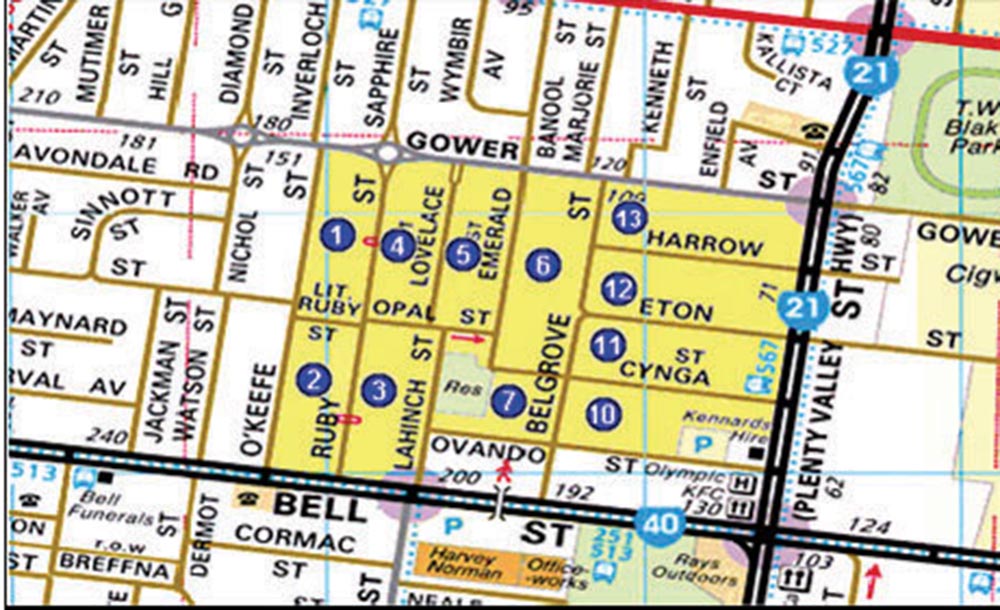 MARTIN
ST
MUTIMER
ST
HILL
G
DIAMOND
ST
INVERLOCH
ST
527
SAPPHIRE
ST
WYMBIR
AV
95
BANOOL
ST
MARJORIE ST
KENNETH
ST
ENFIELD
AV
KALLISTA
CT
527
21
T.W.
Blak
Park
210
181
180
151
GOWER
120
ST
91
567
82
AVONDALE
RD
WALKER
AV
SINNOTT
ST
ST
NICHOL
ST
ST
ST
LOVELACE
ST
EMERALD
ST
108
HARROW
ETON
ST
CYNGA
71
80
ST
GOWE
Cigw
ST
(PLENTY VALLEY HWY)
ST
21
567
1
4
5
6
13
12
11
10
2
3
7
LIT
RUBY
OPAL
ST
ST
ST
RUBY
LAHINCH
Res
BELGROVE
MAYNARD
ST
RVAL AV
JACKMAN
ST
WATSON
ST
O'KEEFE
240
OVANDO
ST
200
192
Kennards
Hire
P
Olympic H
KFC
130
62
124
513
Bell
Funerals
ST
DERMOT
BELL
ST
40
CORMAC
ST
ST
ON
ST
r.o.w
BREFFNA
E
P
Harvey
Norman
Office-
-works
251
513
Rays
Outdoors
103
T
NEALE
ST